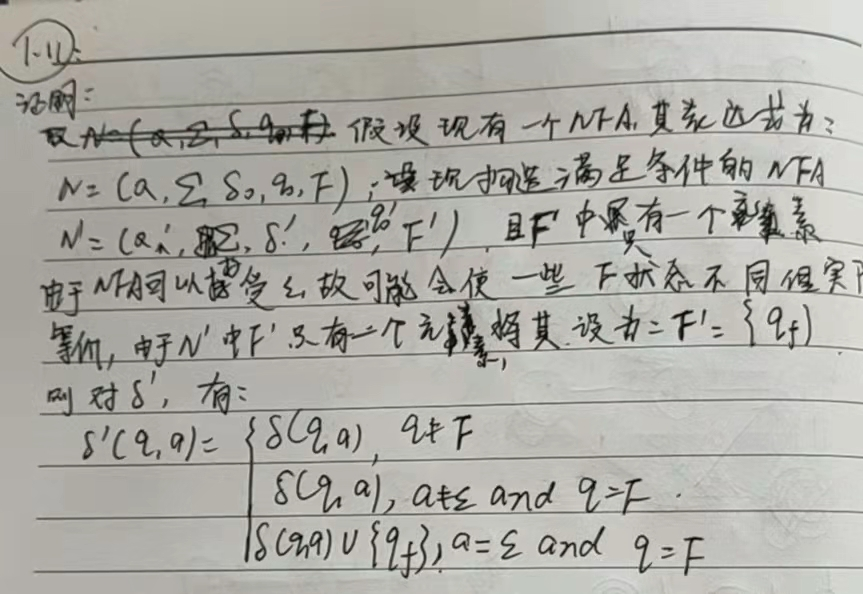 1.11:
证明:
假设现有一个NFA,其表达式为:
N=(Q,Σ,δ,q₀,F);现构造满足条件的NFA
N'=(Q',Σ,δ',q₀',F'),且F'中只有一个元素
由于NFA可以接受ε,故可能会使一些F状态不同但实际
等价,由于N'中F'只有一个元素,将其设为:F'={q_f}
则对δ',有:
δ'(q,a)={δ(q,a), q≠F
δ(q,a), a≠ε and q=F.
δ(q,a)∪{q_f}, a=ε and q=F